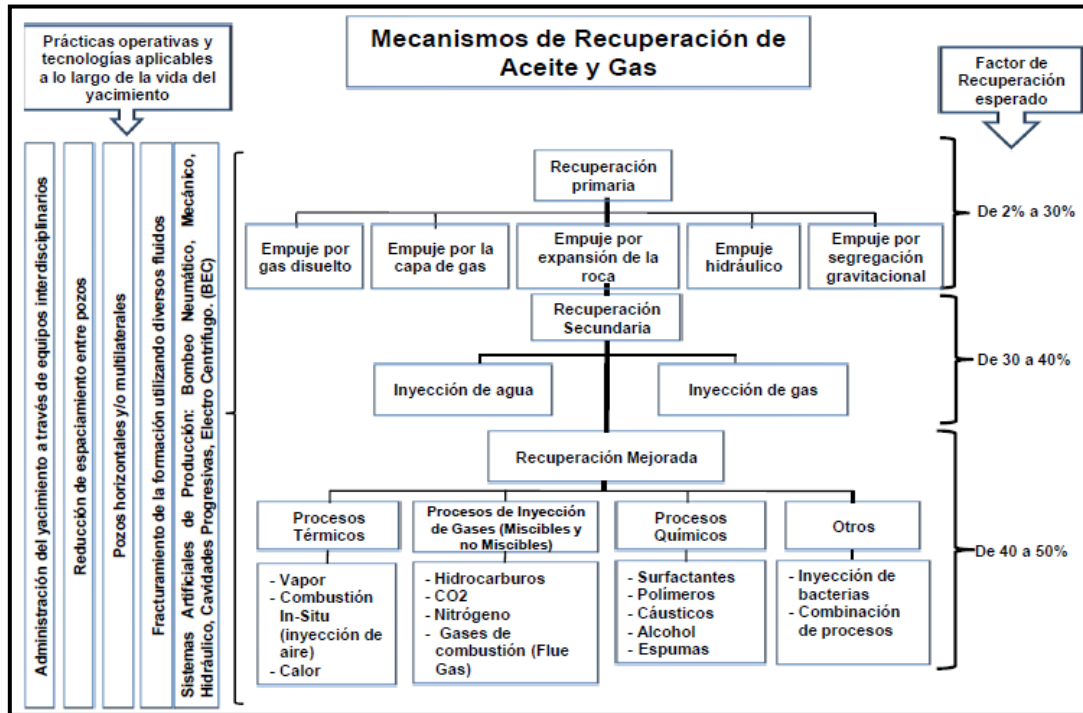 Prácticas operativas y
tecnologías aplicables
a lo largo de la vida del
yacimiento
Mecanismos de Recuperación de
Aceite y Gas
Factor de
Recuperación
esperado
Administración del yacimiento a través de equipos interdisciplinarios
Reducción de espaciamiento entre pozos
Pozos horizontales y/o multilaterales
Fracturamiento de la formación utilizando diversos fluidos
Sistemas Artificiales de Producción: Bombeo Neumático, Mecánico,
Hidráulico, Cavidades Progresivas, Electro Centrífugo. (BEC)
Recuperación
primaria
Empuje por
gas disuelto
Empuje por la
capa de gas
Empuje por
expansión de la
roca
Empuje
hidráulico
Empuje por
segregación
gravitacional
De 2% a 30%
Recuperación
Secundaria
Inyección de agua
Inyección de gas
De 30 a 40%
Recuperación Mejorada
Procesos
Térmicos
Procesos de Inyección
de Gases (Miscibles y
no Miscibles)
Procesos
Químicos
Otros
- Vapor
- Combustión
In-Situ
(inyección de
aire)
- Calor
- Hidrocarburos
- CO2
- Nitrógeno
- Gases de
combustión (Flue
Gas)
- Surfactantes
- Polímeros
- Cáusticos
- Alcohol
- Espumas
- Inyección de
bacterias
- Combinación
de procesos
De 40 a 50%